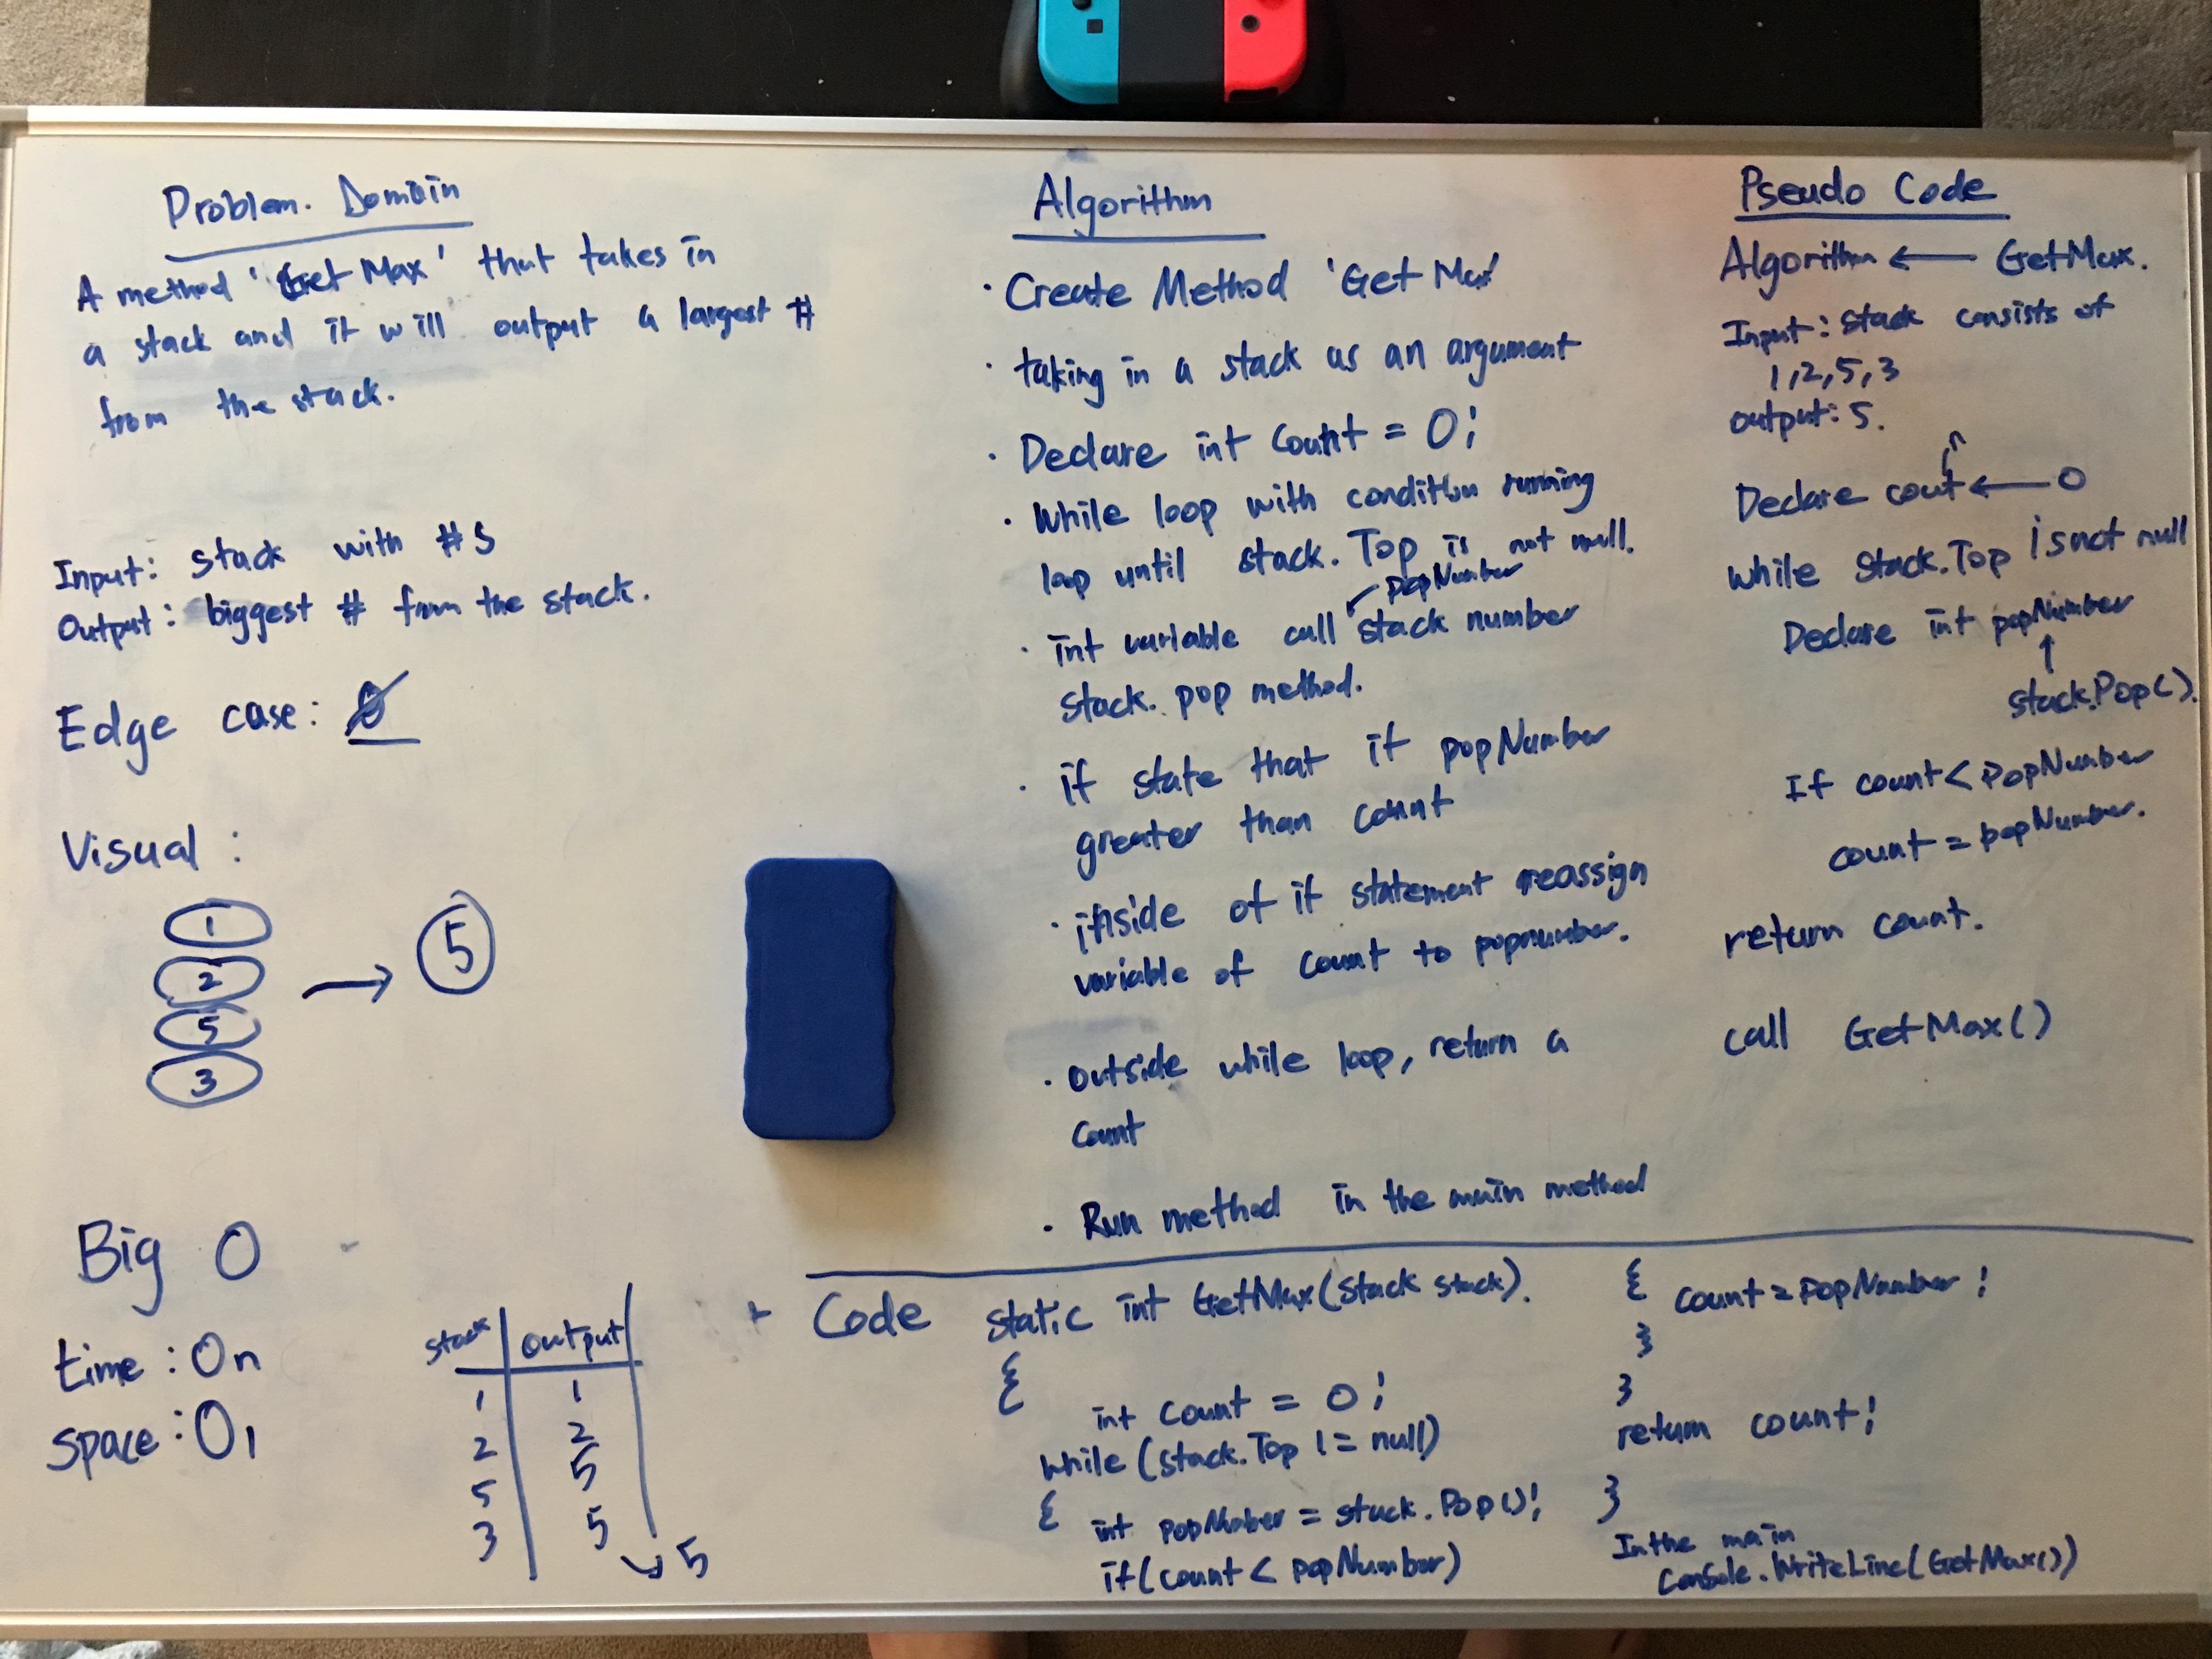 Problem. Domain
A method 'Get Max' that takes in
a stack and it will output a largest #
from the stack.
Input: stack with #s
Output: biggest # from the stack.
Edge case:
Visual :
1
2
5
3
→ 5
Big O
time : On
space : O1
stack | output
1 | 1
2 | 2
5 | 5
3 | 5
5
Algorithm
· Create Method 'Get Max'
· taking in a stack as an argument
· Declare int count = 0;
· While loop with condition running
loop until stack.Top is not null.
popNumber
· int variable call stack number
stack. pop method.
· if state that if popNumber
greater than count
· inside of if statement reassign
variable of count to popnumber.
· outside while loop, return a
count
· Run method in the main method
Pseudo Code
Algorithm ← GetMax.
Input: stack consists of
1,2,5,3
output: 5.
n
Declare cout ← 0
while Stack.Top is not null
Declare int popNumber
↑
stack.Pop().
If count < PopNumber
count = popNumber.
return count.
call GetMax()
Code static int GetMax(Stack stack).
{
int count = 0;
while (stack.Top != null)
{ int popNumber = stack.Pop();
if(count < popNumber)
{ count = PopNumber;
}
}
return count;
}
In the main
Console.WriteLine(GetMax())